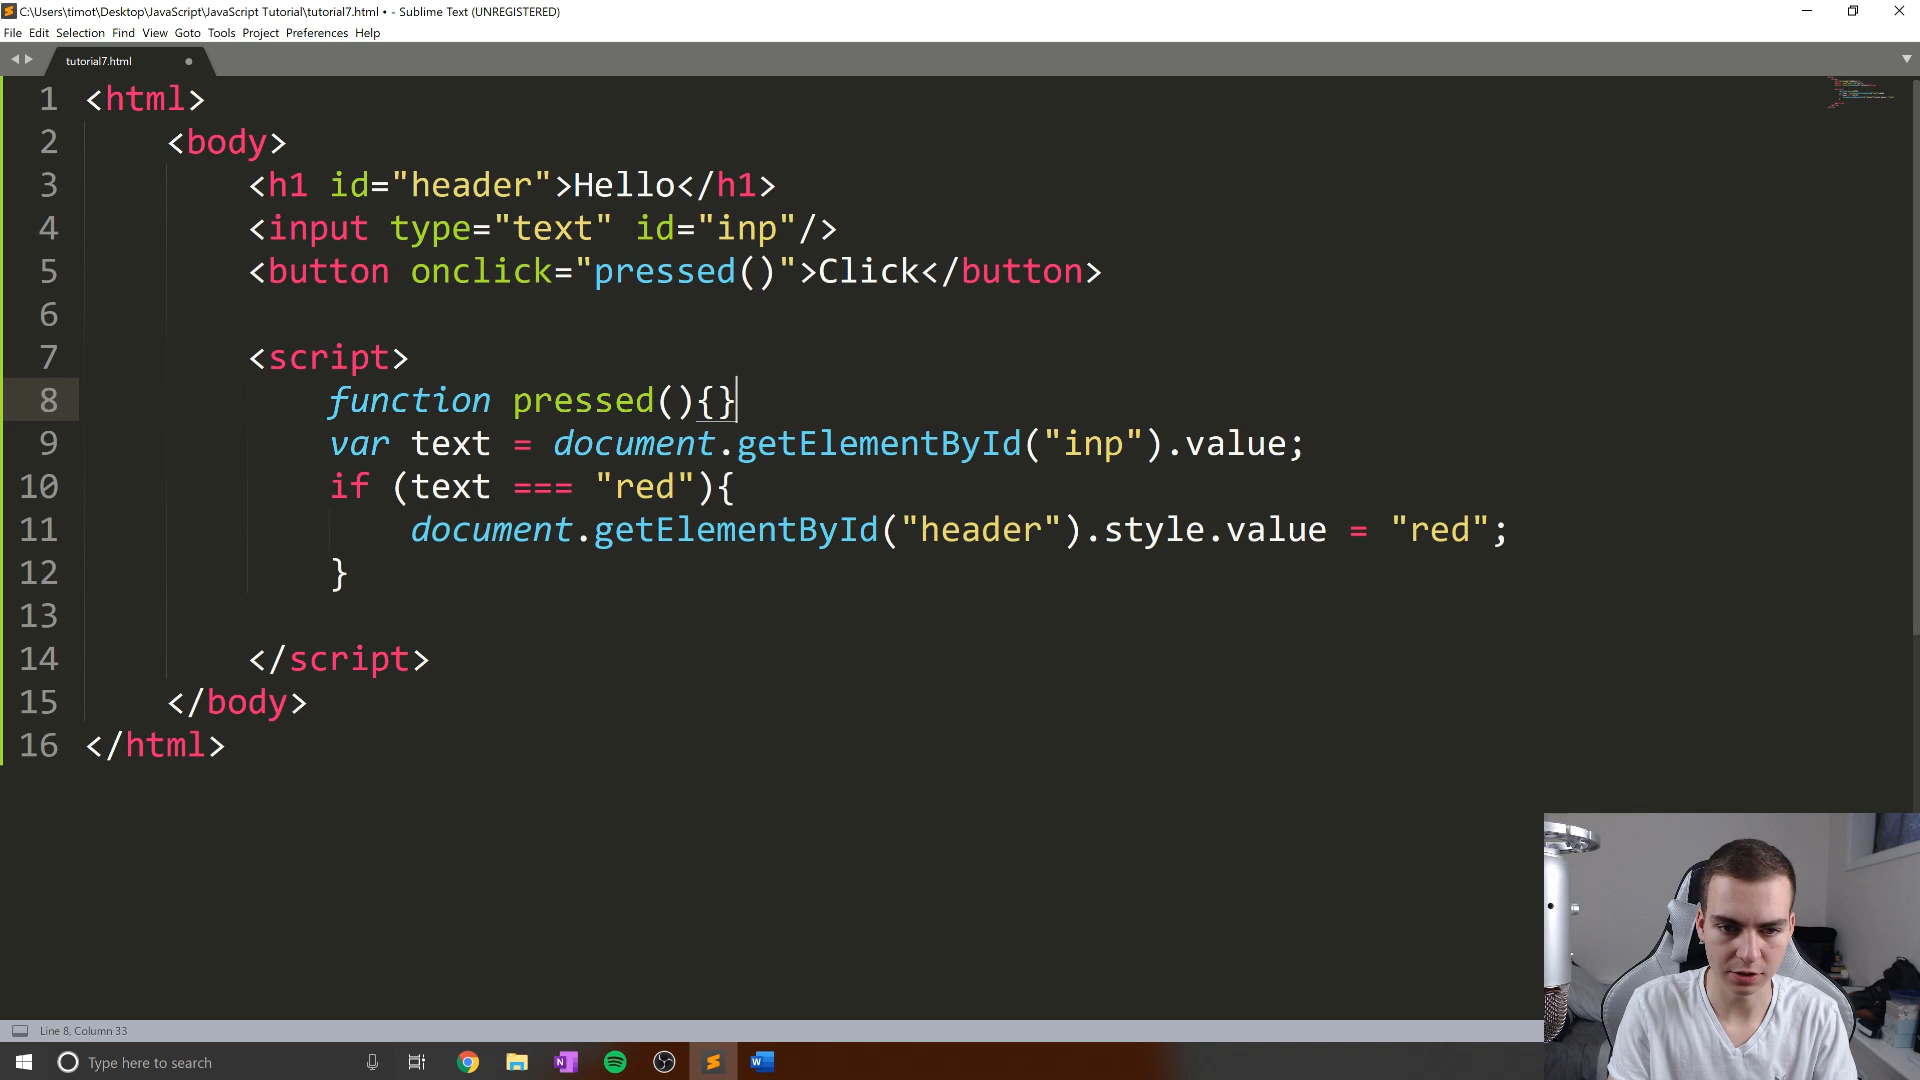 C:\Users\timot\Desktop\JavaScript\JavaScript Tutorial\tutorial7.html • - Sublime Text (UNREGISTERED)
File Edit Selection Find View Goto Tools Project Preferences Help
tutorial7.html
1 <html>
2 <body>
3 <h1 id="header">Hello</h1>
4 <input type="text" id="inp"/>
5 <button onclick="pressed()">Click</button>
6
7 <script>
8 function pressed(){}
9 var text = document.getElementById("inp").value;
10 if (text === "red"){
11 document.getElementById("header").style.value = "red";
12 }
13
14 </script>
15 </body>
16 </html>
Line 8, Column 33
Type here to search